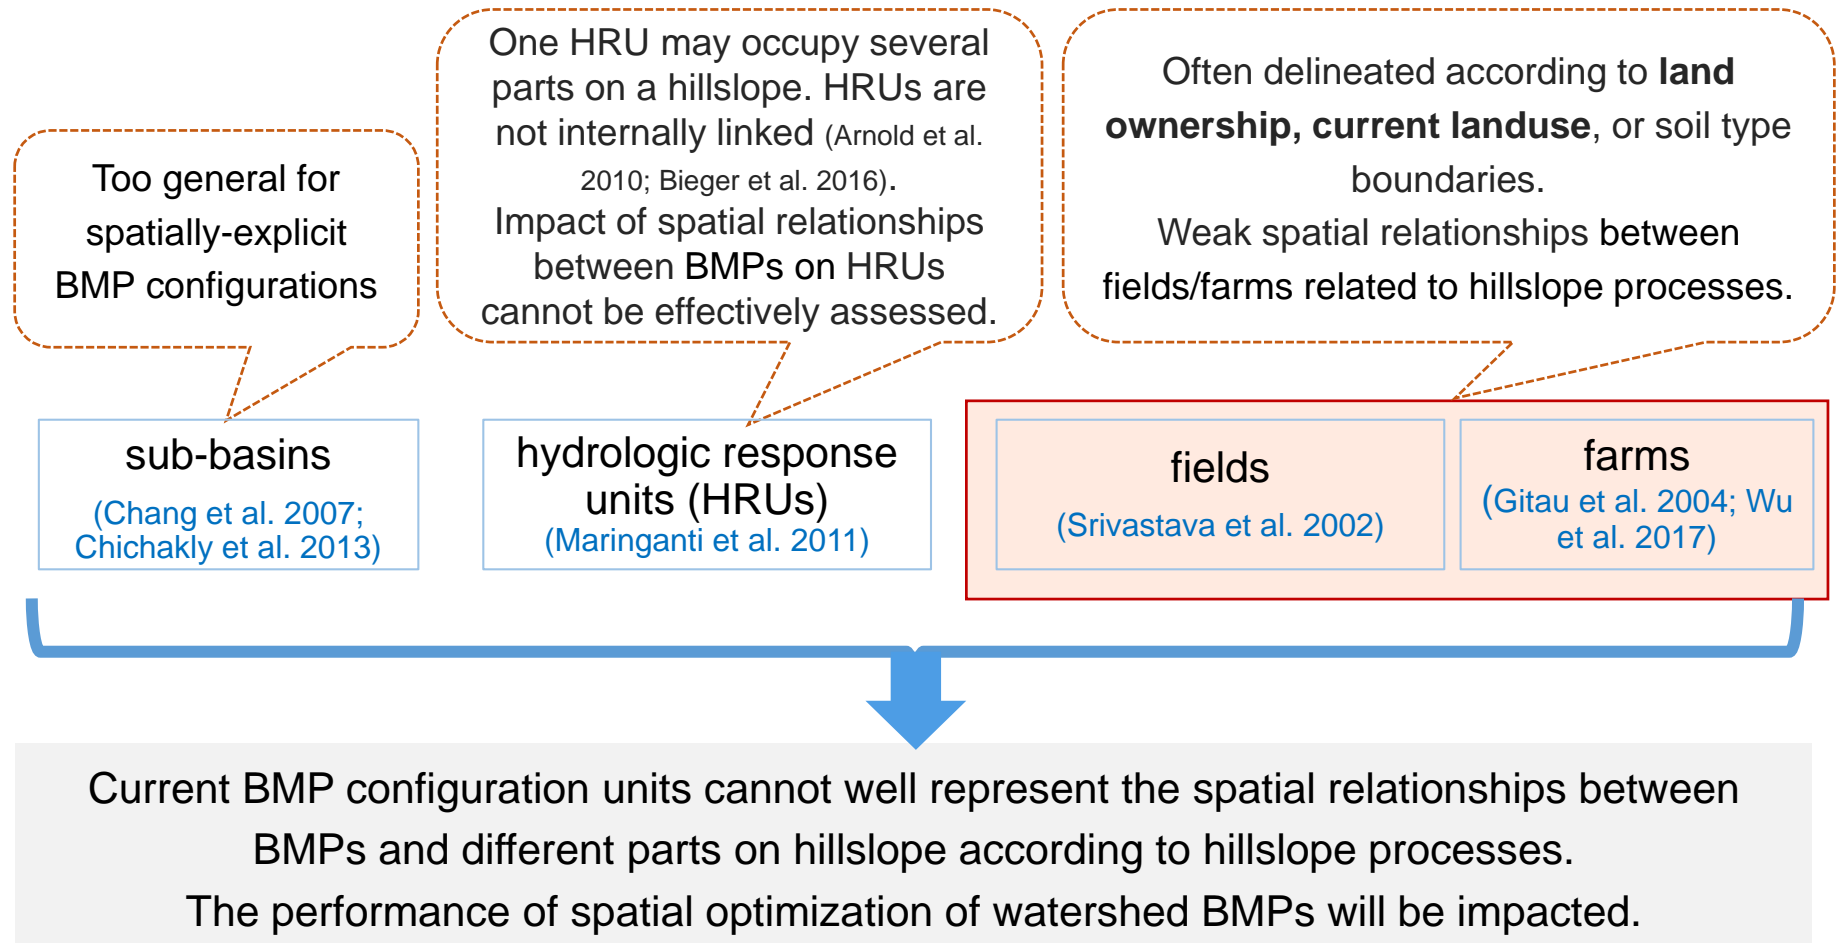 Too general for
spatially-explicit
BMP configurations
One HRU may occupy several
parts on a hillslope. HRUs are
not internally linked (Arnold et al.
2010; Bieger et al. 2016).
Impact of spatial relationships
between BMPs on HRUs
cannot be effectively assessed.
Often delineated according to land
ownership, current landuse, or soil type
boundaries.
Weak spatial relationships between
fields/farms related to hillslope processes.
sub-basins
(Chang et al. 2007;
Chichakly et al. 2013)
hydrologic response
units (HRUs)
(Maringanti et al. 2011)
fields
(Srivastava et al. 2002)
farms
(Gitau et al. 2004; Wu
et al. 2017)
Current BMP configuration units cannot well represent the spatial relationships between
BMPs and different parts on hillslope according to hillslope processes.
The performance of spatial optimization of watershed BMPs will be impacted.